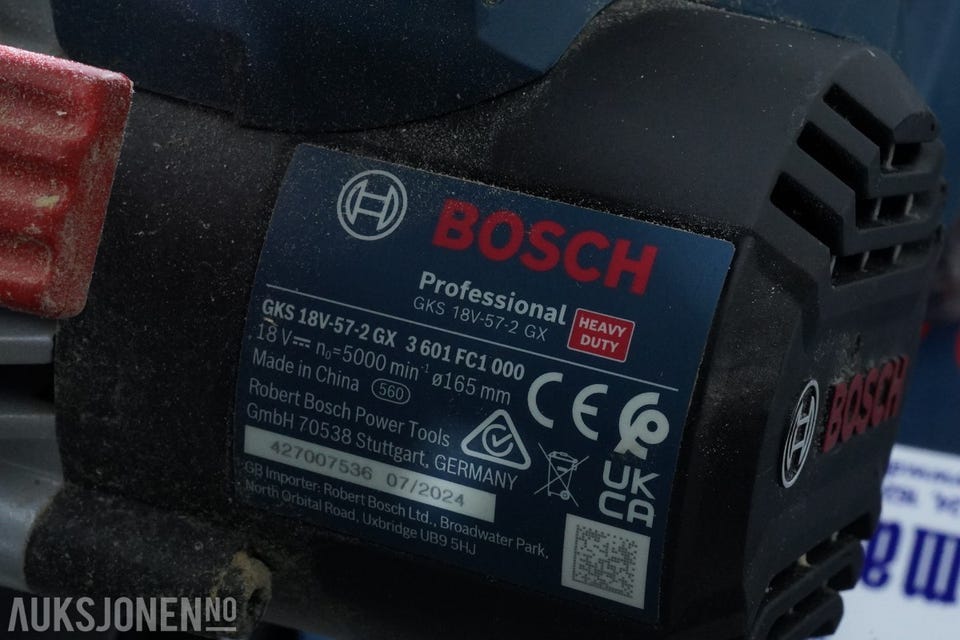 BOSCH
Professional
GKS 18V-57-2 GX
HEAVY
DUTY
GKS 18V-57-2 GX 3 601 FC1 000
18 V⎓ n₀=5000 min⁻¹ ø165 mm
Made in China 560
Robert Bosch Power Tools
GmbH 70538 Stuttgart, GERMANY
427007536 07/2024
GB Importer: Robert Bosch Ltd., Broadwater Park,
North Orbital Road, Uxbridge UB9 5HJ
CE
UK
CA
BOSCH
AUKSJONEN NO